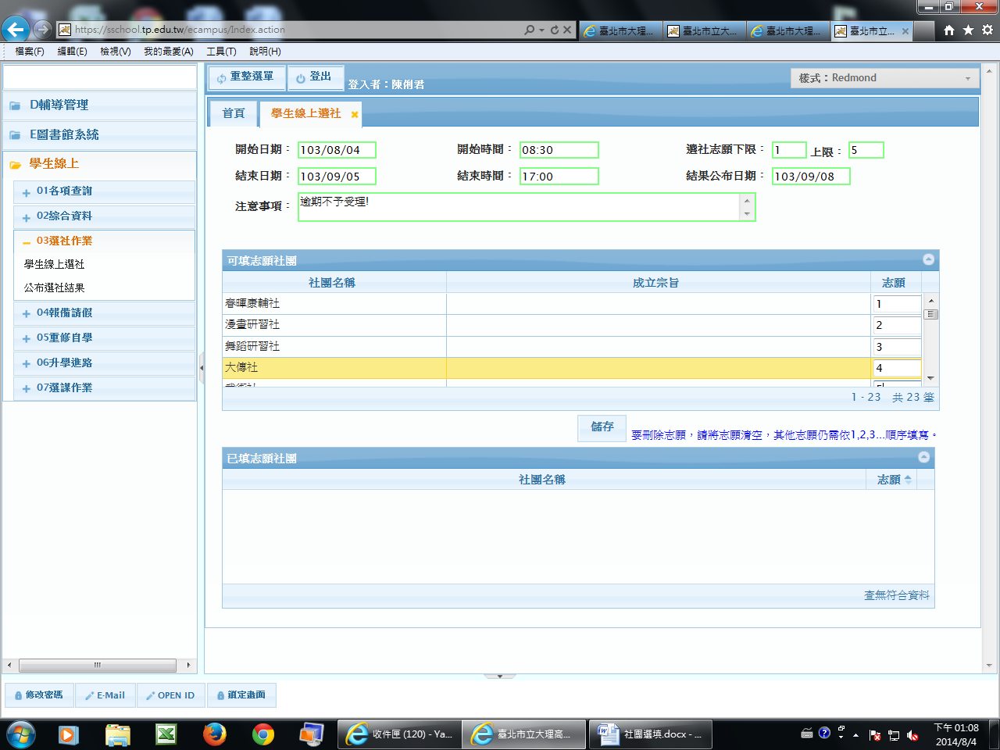 https://sschool.tp.edu.tw/ecampus/Index.action
臺北市大理...
臺北市立大...
臺北市大理...
臺北市立...
檔案(F) 編輯(E) 檢視(V) 我的最愛(A) 工具(T) 說明(H)
重整選單 登出 登入者：陳俐君
樣式：Redmond
D輔導管理
E圖書館系統
學生線上
01各項查詢
02綜合資料
03選社作業
學生線上選社
公布選社結果
04報備請假
05重修自學
06升學進路
07選課作業
首頁 學生線上選社
開始日期： 103/08/04 開始時間： 08:30 選社志願下限： 1 上限： 5
結束日期： 103/09/05 結束時間： 17:00 結果公布日期： 103/09/08
注意事項： 逾期不予受理!
可填志願社團
社團名稱 成立宗旨 志願
春暉康輔社 1
漫畫研習社 2
舞蹈研習社 3
大傳社 4
1 - 23 共 23 筆
儲存 要刪除志願，請將志願清空，其他志願仍需依1,2,3...順序填寫。
已填志願社團
社團名稱 志願
查無符合資料
修改密碼 E-Mail OPEN ID 鎖定畫面
收件匣 (120) - Ya...
臺北市立大理高...
社團選填.docx - ...
下午 01:08
2014/8/4